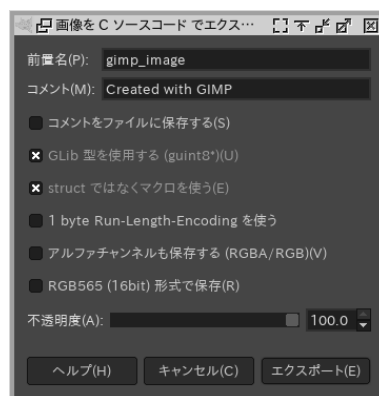 画像を C ソースコード でエクス…
前置名(P): gimp_image
コメント(M): Created with GIMP
コメントをファイルに保存する(S)
GLib 型を使用する (guint8*)(U)
struct ではなくマクロを使う(E)
1 byte Run-Length-Encoding を使う
アルファチャンネルも保存する (RGBA/RGB)(V)
RGB565 (16bit) 形式で保存(R)
不透明度(A): 100.0
ヘルプ(H) キャンセル(C) エクスポート(E)